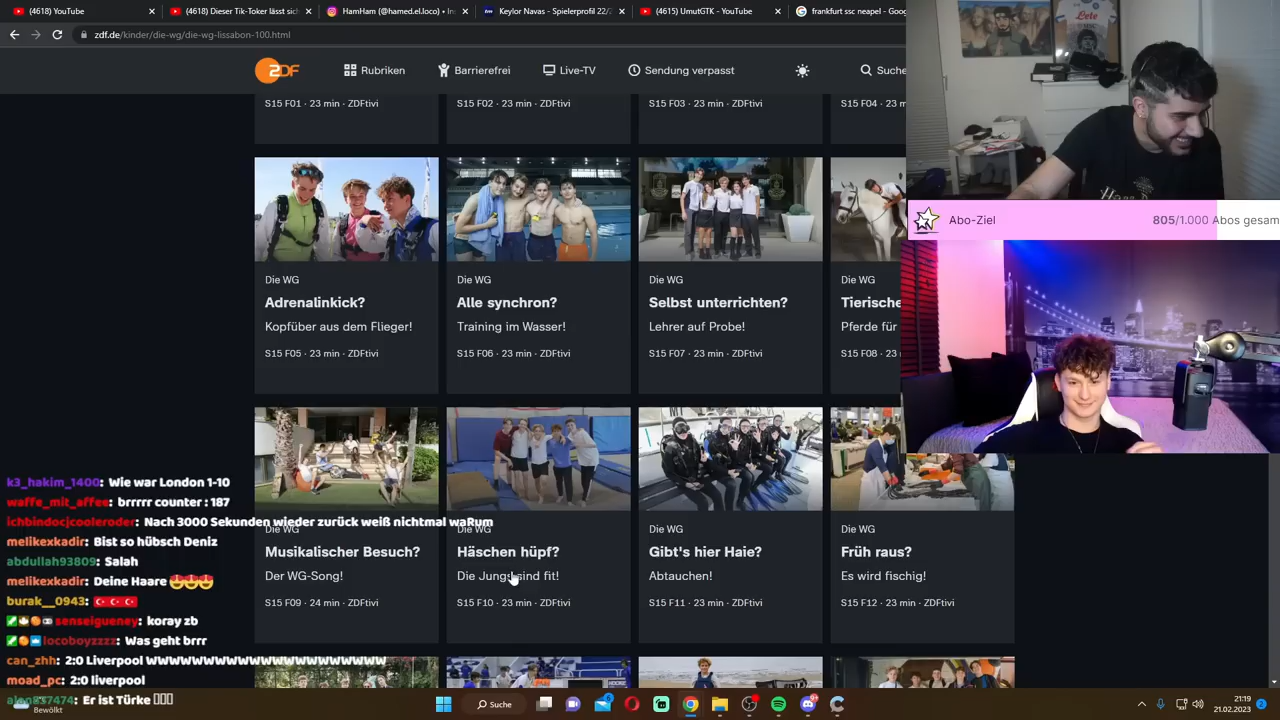 (4618) YouTube
(4618) Dieser Tik-Toker lässt sich
HamHam (@hamed.el.loco) • In
Keylor Navas - Spielerprofil 22/
(4615) UmutGTK - YouTube
frankfurt ssc neapel - Goog
zdf.de/kinder/die-wg/die-wg-lissabon-100.html
ZDF
Rubriken
Barrierefrei
Live-TV
Sendung verpasst
Suche
S15 F01 · 23 min · ZDFtivi
S15 F02 · 23 min · ZDFtivi
S15 F03 · 23 min · ZDFtivi
S15 F04 ·
Lete
Abo-Ziel
805/1.000 Abos gesam
Die WG
Adrenalinkick?
Kopfüber aus dem Flieger!
S15 F05 · 23 min · ZDFtivi
Die WG
Alle synchron?
Training im Wasser!
S15 F06 · 23 min · ZDFtivi
Die WG
Selbst unterrichten?
Lehrer auf Probe!
S15 F07 · 23 min · ZDFtivi
Die WG
Tierische
Pferde für
S15 F08 · 23 min · ZDFtivi
Die WG
Musikalischer Besuch?
Der WG-Song!
S15 F09 · 24 min · ZDFtivi
Die WG
Häschen hüpf?
Die Jungs sind fit!
S15 F10 · 23 min · ZDFtivi
Die WG
Gibt's hier Haie?
Abtauchen!
S15 F11 · 23 min · ZDFtivi
Die WG
Früh raus?
Es wird fischig!
S15 F12 · 23 min · ZDFtivi
k3_hakim_1400: Wie war London 1-10
waffe_mit_affee: brrrrr counter : 187
ichbindocjcooleroder: Nach 3000 Sekunden wieder zurück weiß nichtmal waRum
melikexkadir: Bist so hübsch Deniz
abdullah93809: Salah
melikexkadir: Deine Haare 😍😍😍
burak__0943: 🇹🇷 🇹🇷 🇹🇷
senseigueney: koray zb
locoboyzzzz: Was geht brrr
can_zhh: 2:0 Liverpool WWWWWWWWWWWWWWWWWWWW
moad_pc: 2:0 liverpool
Er ist Türke
Bewölkt
Suche
21:19
21.02.2023